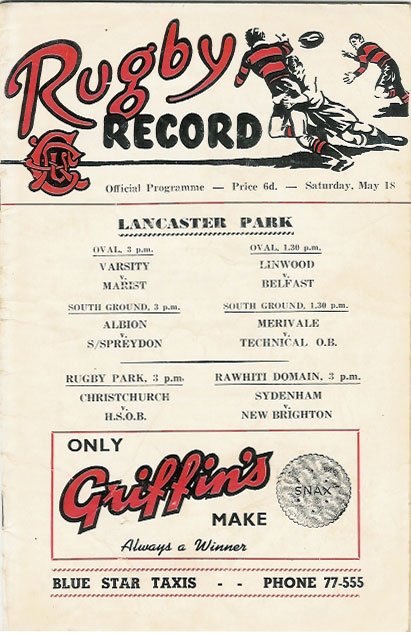 Rugby
RECORD
Official Programme — Price 6d. — Saturday, May 18
LANCASTER PARK
OVAL, 3 p.m.
VARSITY
v.
MARIST
OVAL, 1.30 p.m.
LINWOOD
v.
BELFAST
SOUTH GROUND, 3 p.m.
ALBION
v.
S/SPREYDON
SOUTH GROUND, 1.30 p.m.
MERIVALE
v.
TECHNICAL O.B.
RUGBY PARK, 3 p.m.
CHRISTCHURCH
v.
H.S.O.B.
RAWHITI DOMAIN, 3 p.m.
SYDENHAM
v.
NEW BRIGHTON
ONLY
Griffin's
MAKE
Always a Winner
SNAX
BLUE STAR TAXIS - - PHONE 77-555